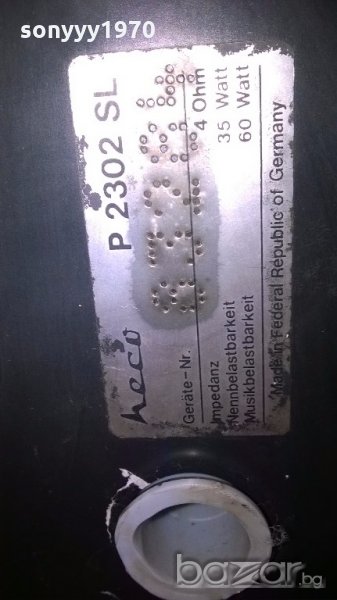 sonyyy1970
heco P 2302 SL
Geräte-Nr.
Impedanz 4 Ohm
Nennbelastbarkeit 35 Watt
Musikbelastbarkeit 60 Watt
Made in Federal Republic of Germany
bazar.bg